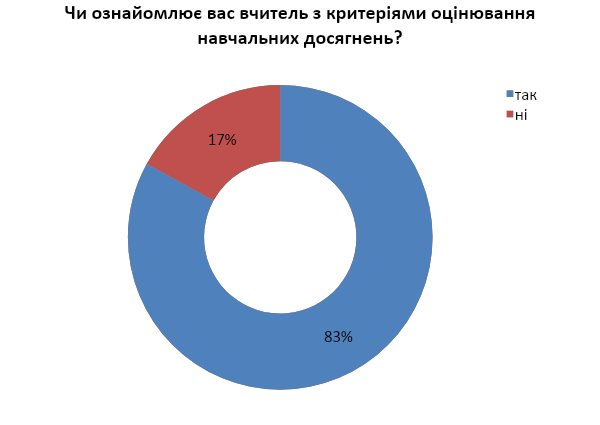 Чи ознайомлює вас вчитель з критеріями оцінювання
навчальних досягнень?
так
ні
17%
83%